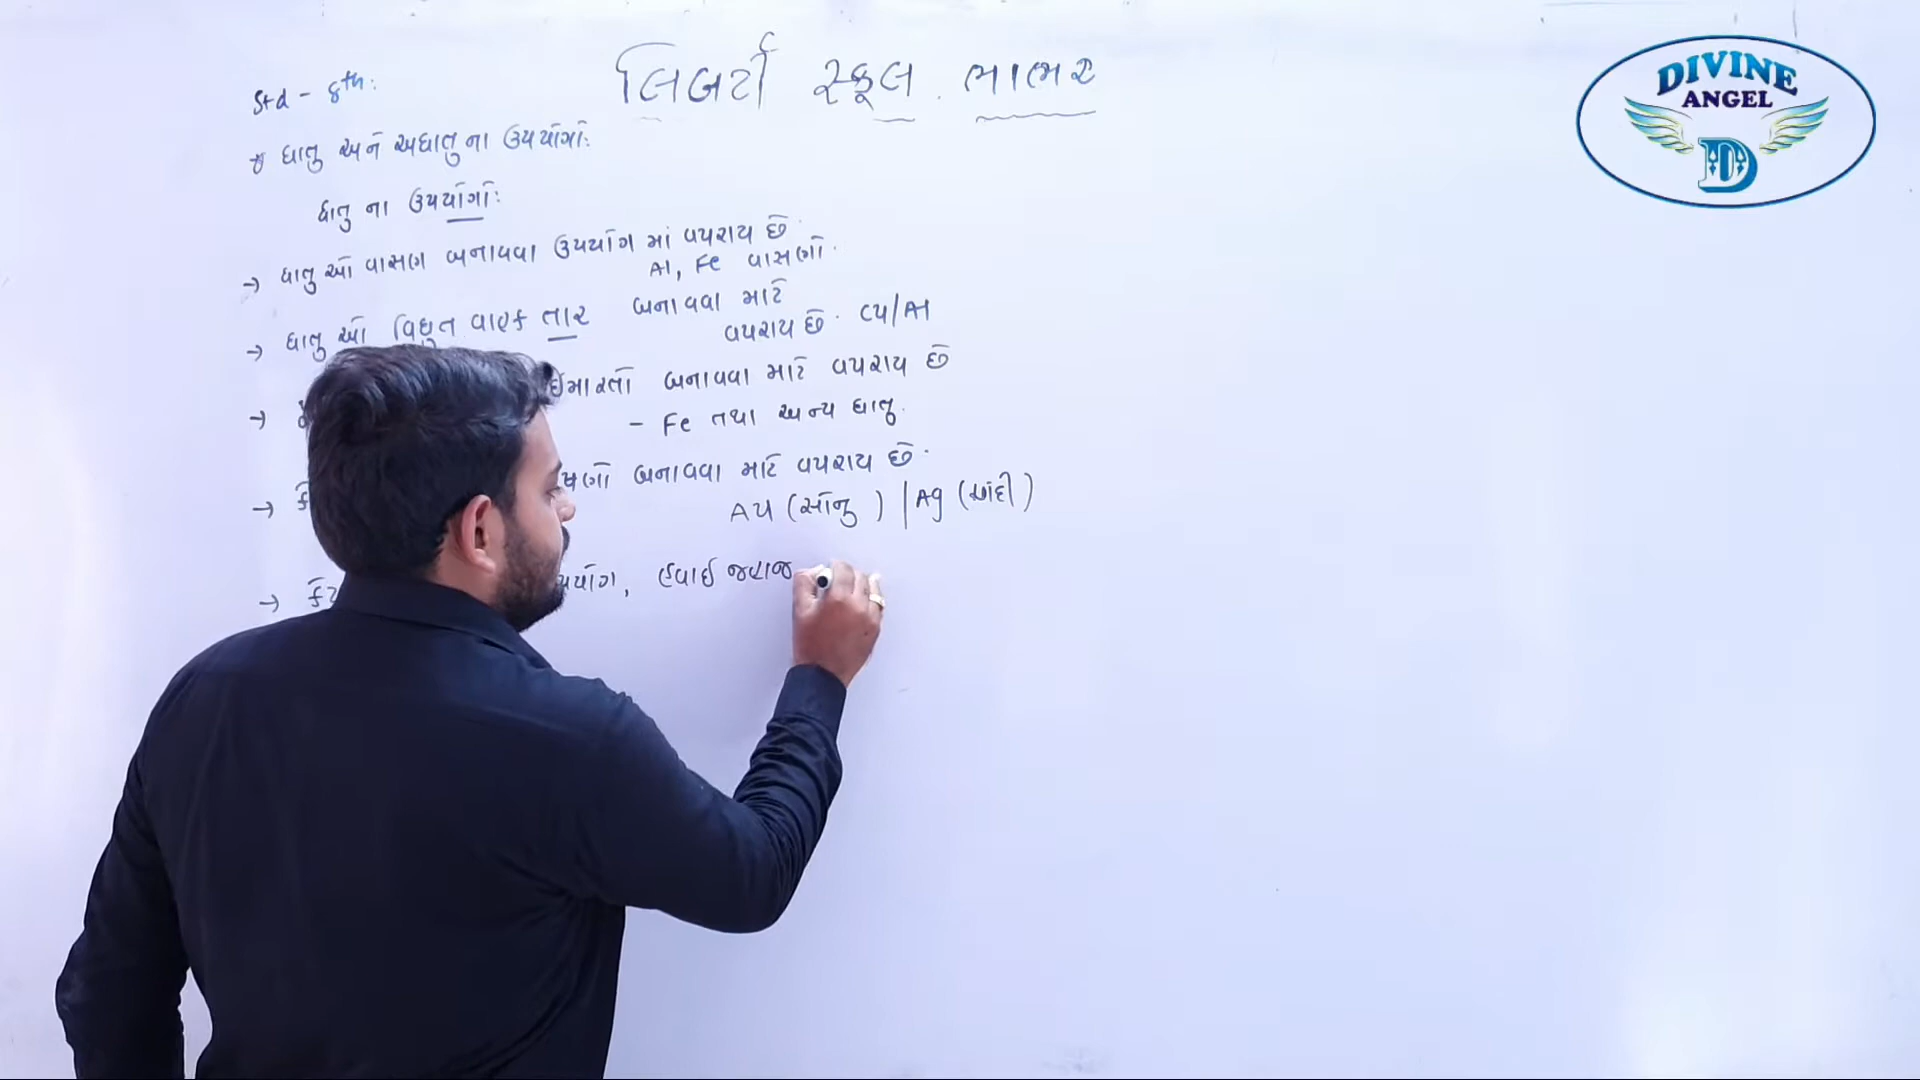 લિબર્ટી સ્કૂલ . ભાભર
Std - 8th:
* ધાતુ અને અધાતુ ના ઉપયોગો:
ધાતુ ના ઉપયોગો:
→ ધાતુ ઓ વાસણ બનાવવા ઉપયોગ માં વપરાય છે.
Al, Fe વાસણો.
→ ધાતુ ઓ વિદ્યુત વાહક તાર બનાવવા માટે
વપરાય છે. Cu/Al
→ ઈમારતો બનાવવા માટે વપરાય છે
- Fe તથા અન્ય ધાતુ.
→ બનાવવા માટે વપરાય છે.
Au (સોનુ) | Ag (ચાંદી)
→ હવાઈ જહાજ
DIVINE
ANGEL
D